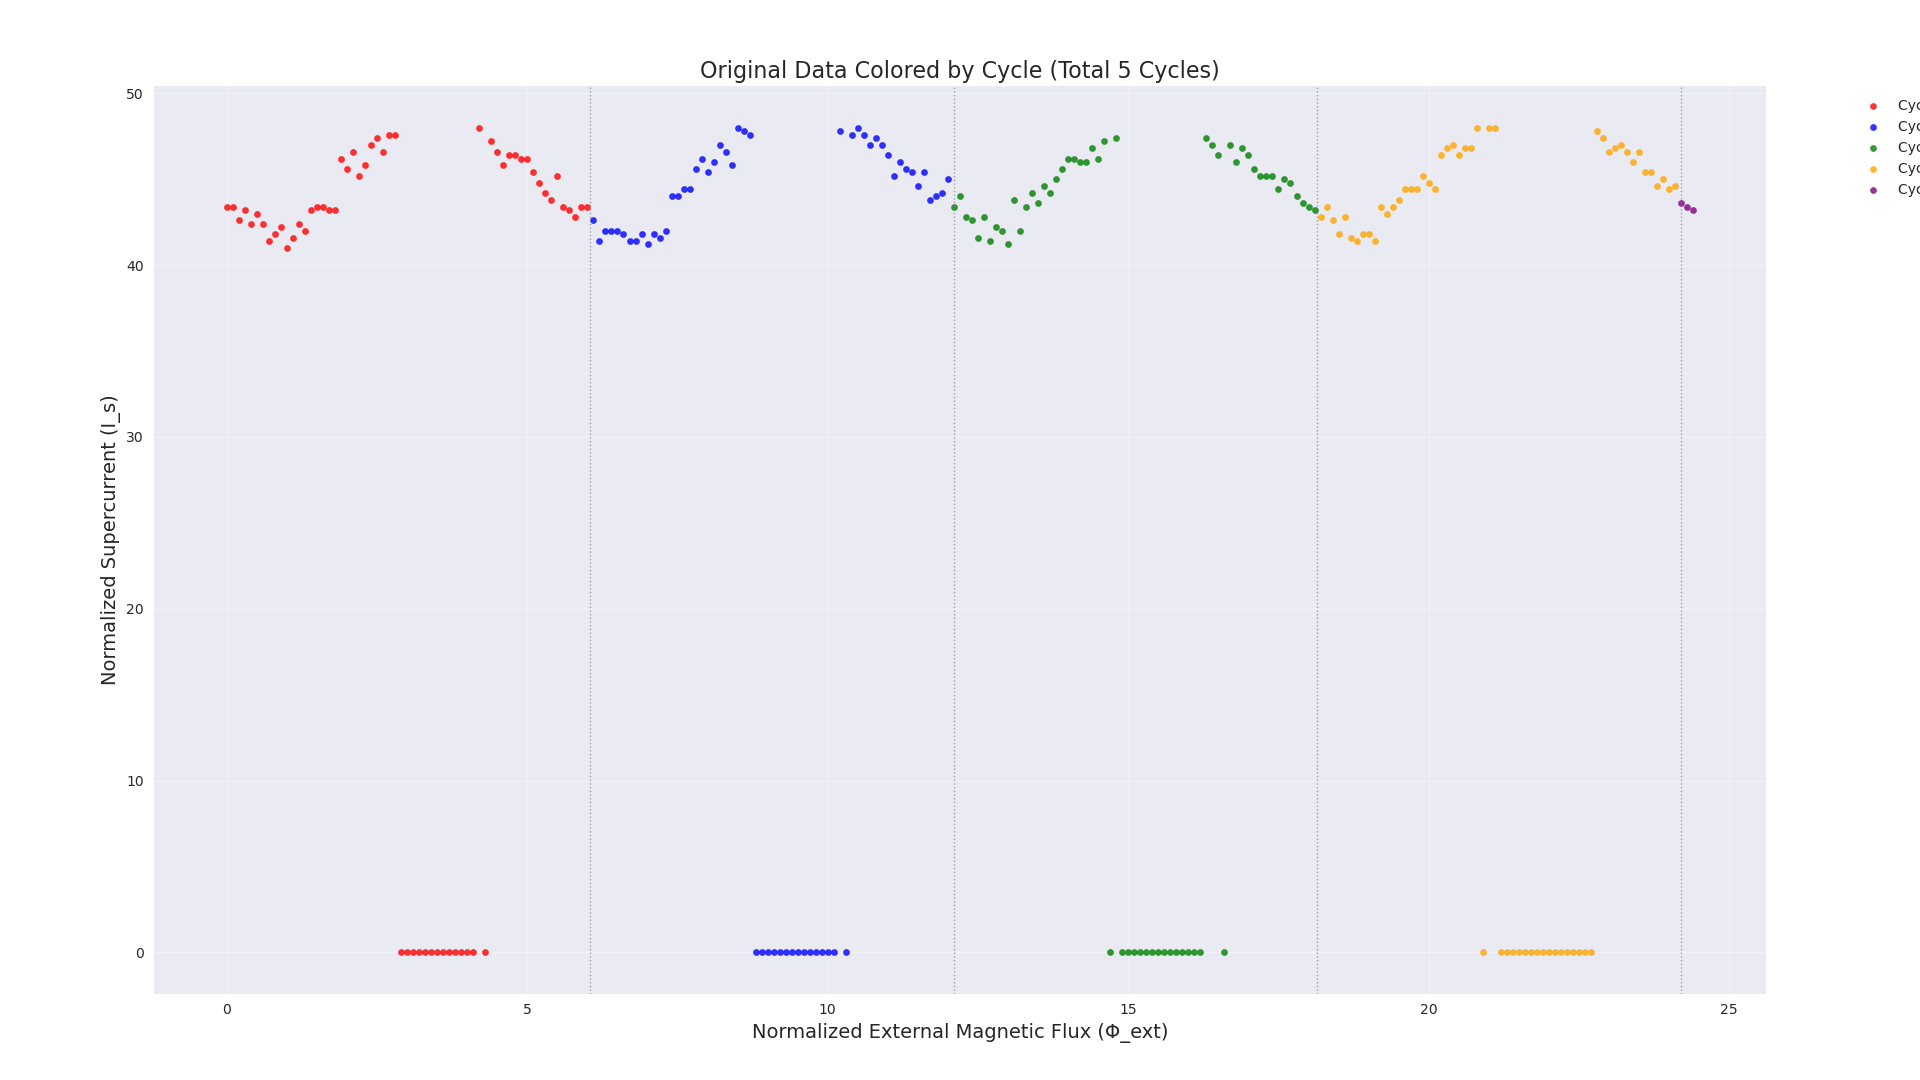 Original Data Colored by Cycle (Total 5 Cycles)
50
40
30
20
10
0
Normalized Supercurrent (I_s)
0 5 10 15 20 25
Normalized External Magnetic Flux (Φ_ext)
Cyc
Cyc
Cyc
Cyc
Cyc